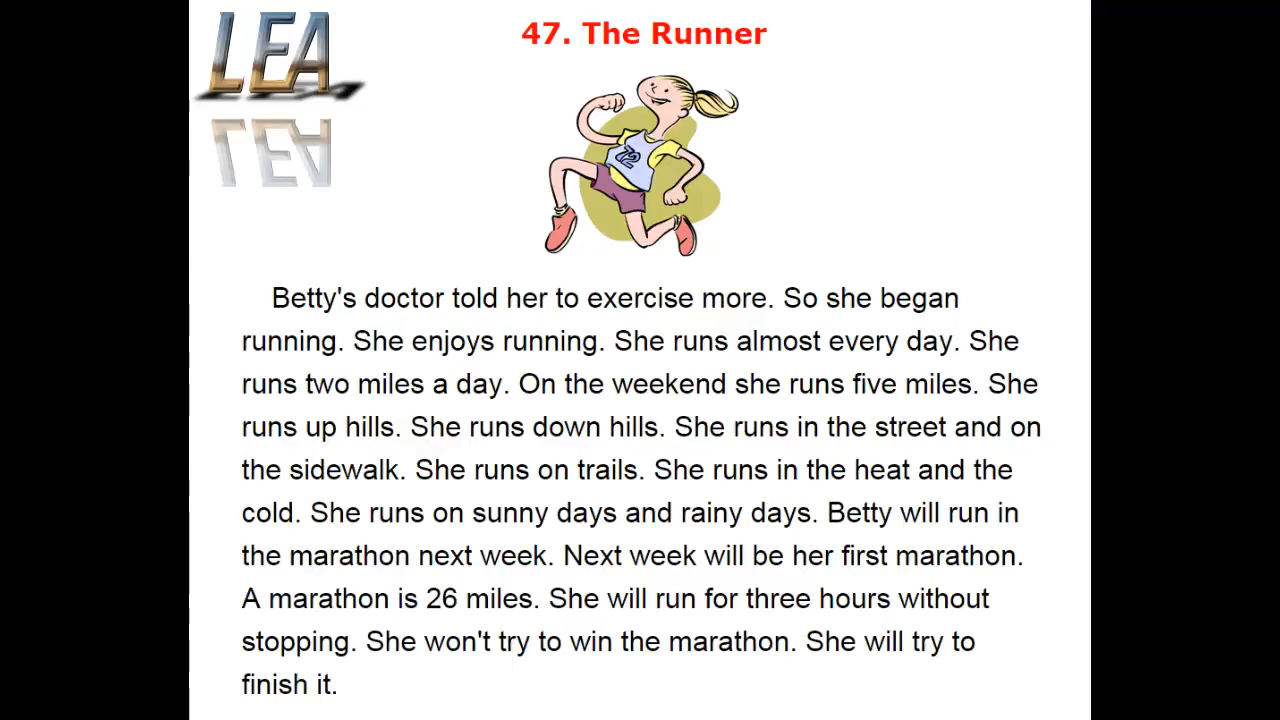 LEA
47. The Runner
72
Betty's doctor told her to exercise more. So she began
running. She enjoys running. She runs almost every day. She
runs two miles a day. On the weekend she runs five miles. She
runs up hills. She runs down hills. She runs in the street and on
the sidewalk. She runs on trails. She runs in the heat and the
cold. She runs on sunny days and rainy days. Betty will run in
the marathon next week. Next week will be her first marathon.
A marathon is 26 miles. She will run for three hours without
stopping. She won't try to win the marathon. She will try to
finish it.